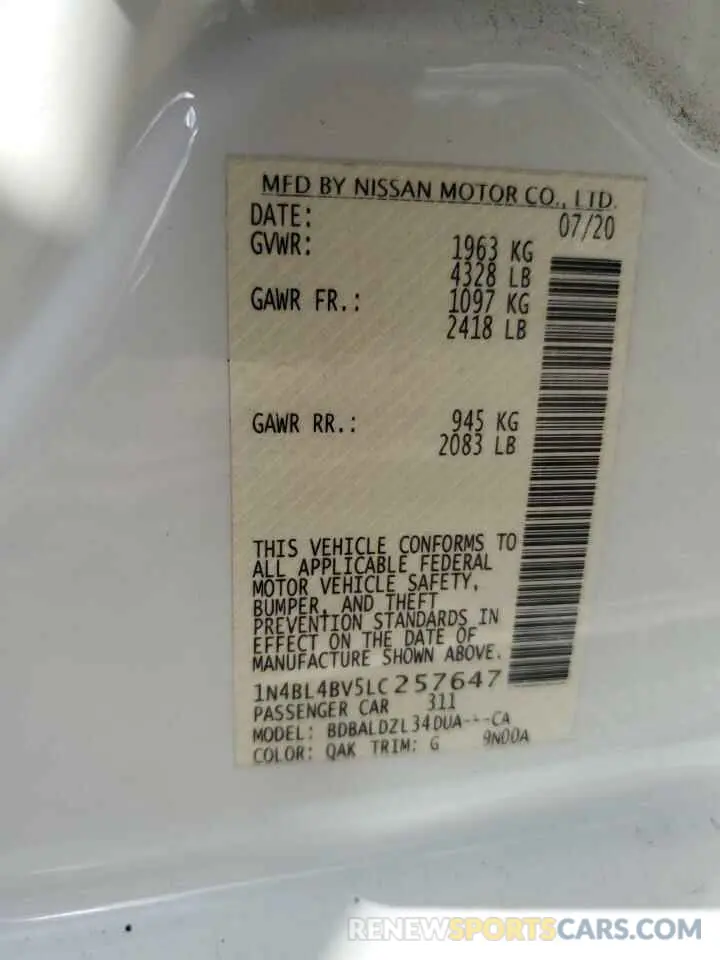 MFD BY NISSAN MOTOR CO., LTD.
DATE: 07/20
GVWR: 1963 KG
4328 LB
GAWR FR.: 1097 KG
2418 LB
GAWR RR.: 945 KG
2083 LB
THIS VEHICLE CONFORMS TO
ALL APPLICABLE FEDERAL
MOTOR VEHICLE SAFETY,
BUMPER, AND THEFT
PREVENTION STANDARDS IN
EFFECT ON THE DATE OF
MANUFACTURE SHOWN ABOVE.
1N4BL4BV5LC257647
PASSENGER CAR 311
MODEL: BDBALDZL34DUA---CA
COLOR: QAK TRIM: G 9N00A
RENEWSPORTSCARS.COM